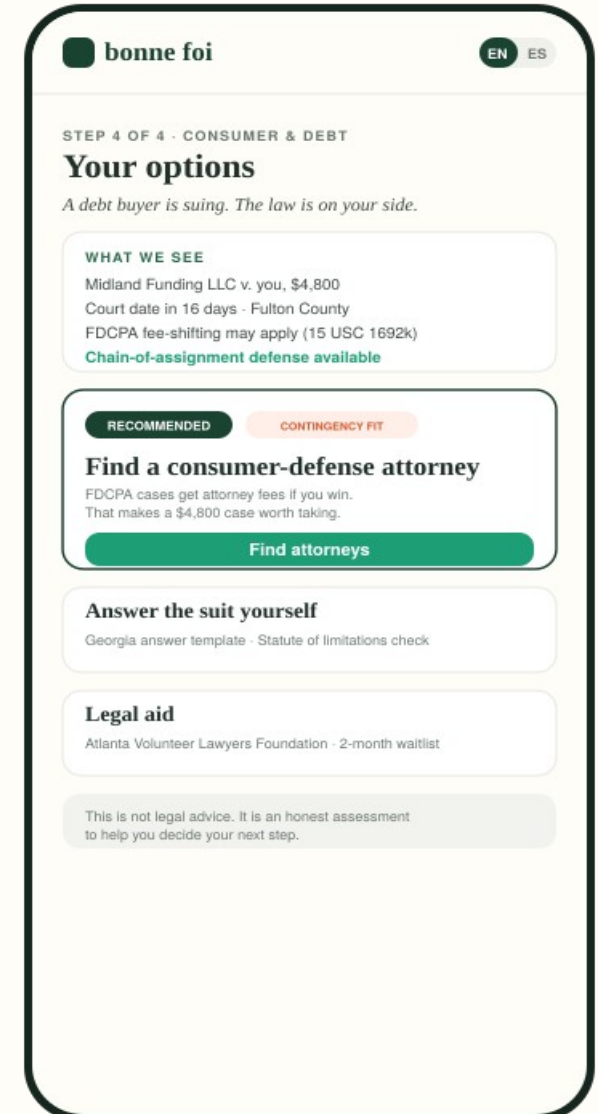 bonne foi
EN ES
STEP 4 OF 4 · CONSUMER & DEBT
Your options
A debt buyer is suing. The law is on your side.
WHAT WE SEE
Midland Funding LLC v. you, $4,800
Court date in 16 days · Fulton County
FDCPA fee-shifting may apply (15 USC 1692k)
Chain-of-assignment defense available
RECOMMENDED CONTINGENCY FIT
Find a consumer-defense attorney
FDCPA cases get attorney fees if you win.
That makes a $4,800 case worth taking.
Find attorneys
Answer the suit yourself
Georgia answer template · Statute of limitations check
Legal aid
Atlanta Volunteer Lawyers Foundation · 2-month waitlist
This is not legal advice. It is an honest assessment
to help you decide your next step.